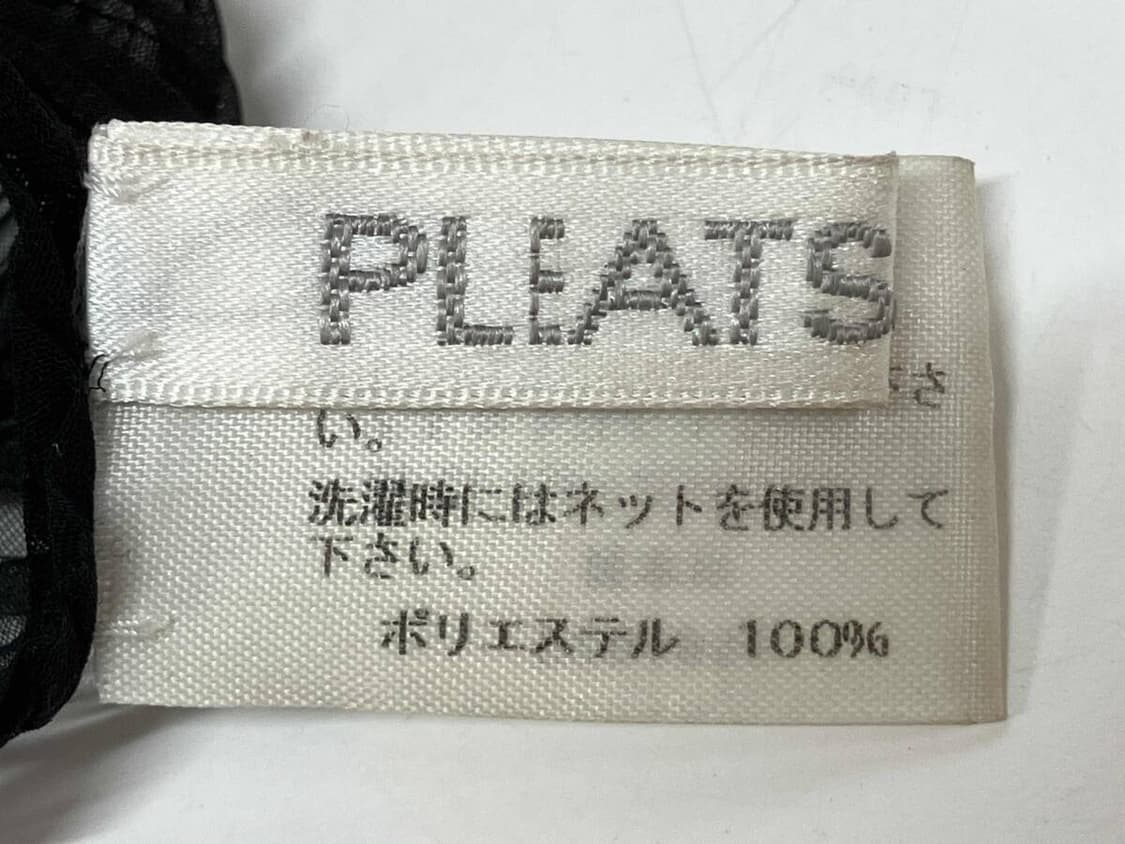 PLEATS
さ
い。
洗濯時にはネットを使用して
下さい。
ポリエステル 100%